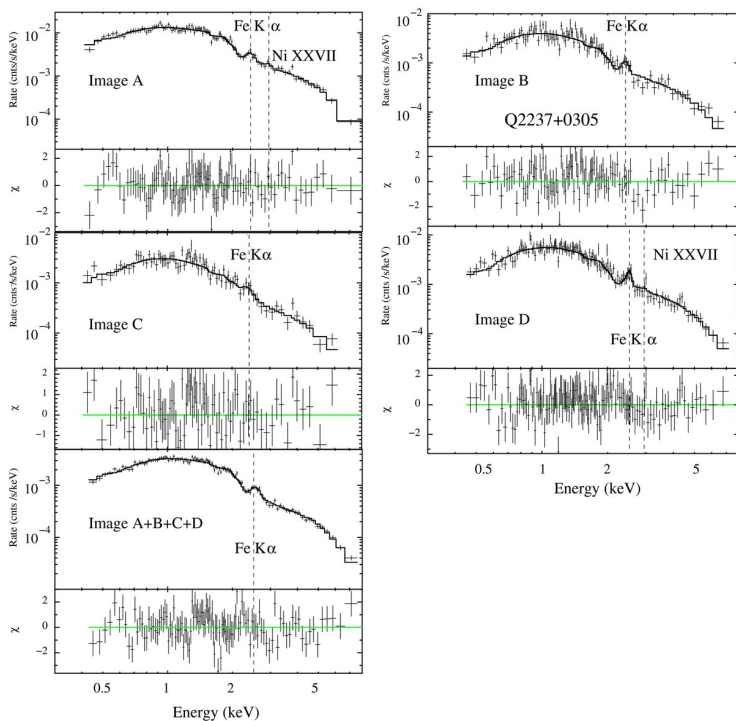 Fe K α
Ni XXVII
Image A
Rate (cnts/s/keV)
10⁻²
10⁻³
10⁻⁴
χ
2
0
−2
Fe Kα
Image C
Rate (cnts /s/keV)
10⁻²
10⁻³
10⁻⁴
χ
2
1
0
−1
Image A+B+C+D
Fe Kα
Rate (cnts /s/keV)
10⁻³
10⁻⁴
χ
2
0
−2
0.5 1 2 5
Energy (keV)
Fe Kα
Image B
Q2237+0305
Rate (cnts /s/keV)
10⁻²
10⁻³
10⁻⁴
χ
2
0
−2
Ni XXVII
Image D
Fe K α
Rate (cnts /s/keV)
10⁻²
10⁻³
10⁻⁴
χ
2
0
−2
0.5 1 2 5
Energy (keV)